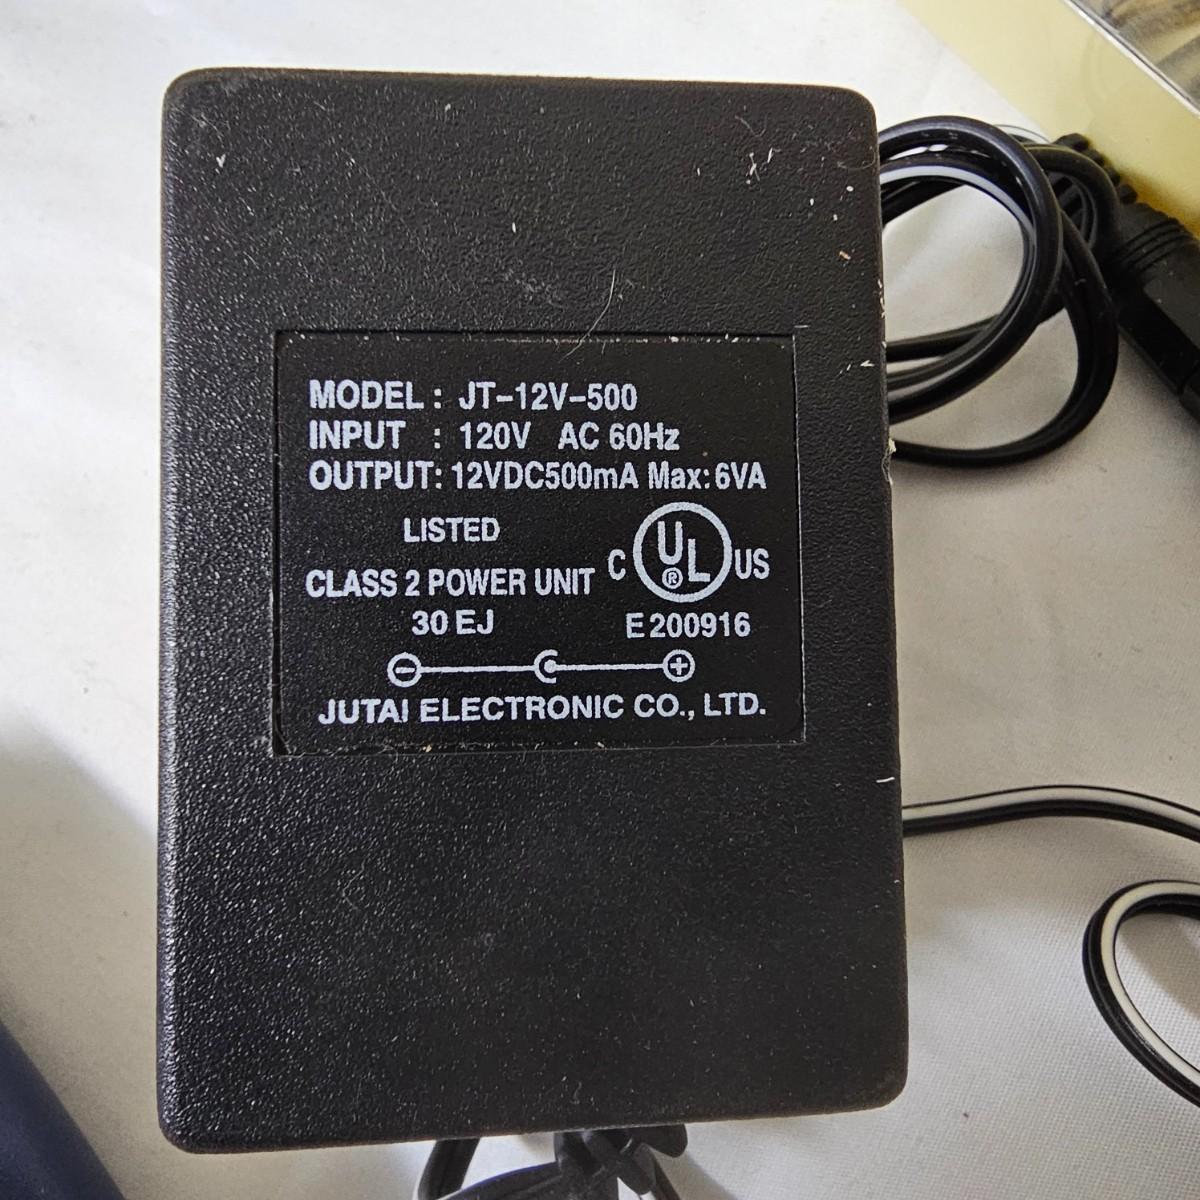 MODEL : JT-12V-500
INPUT : 120V AC 60Hz
OUTPUT: 12VDC500mA Max: 6VA
LISTED
CLASS 2 POWER UNIT
C UL ® US
30 EJ
E200916
− +
JUTAI ELECTRONIC CO., LTD.